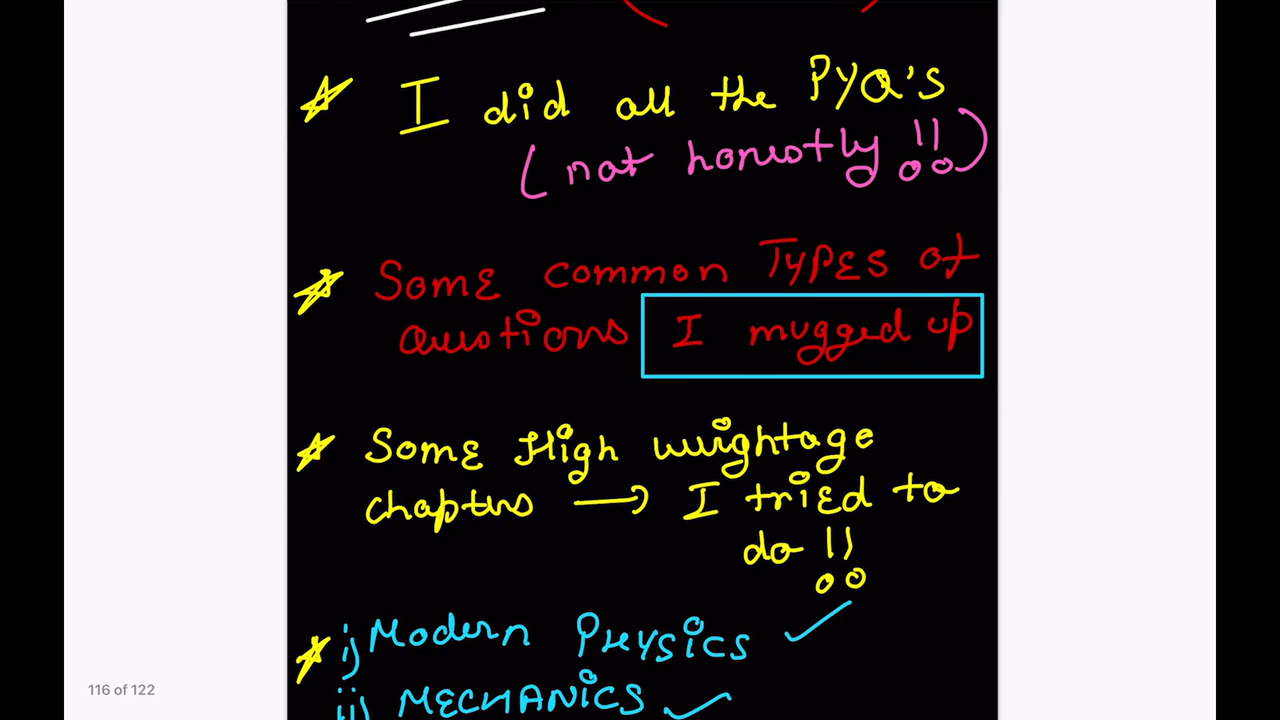 I did all the PYQ's
(not honestly !!)
Some common TYPES of
questions I mugged up
Some High weightage
chapters → I tried to
do !!
i) Modern PHYSICS ✓
ii) MECHANICS ✓
116 of 122